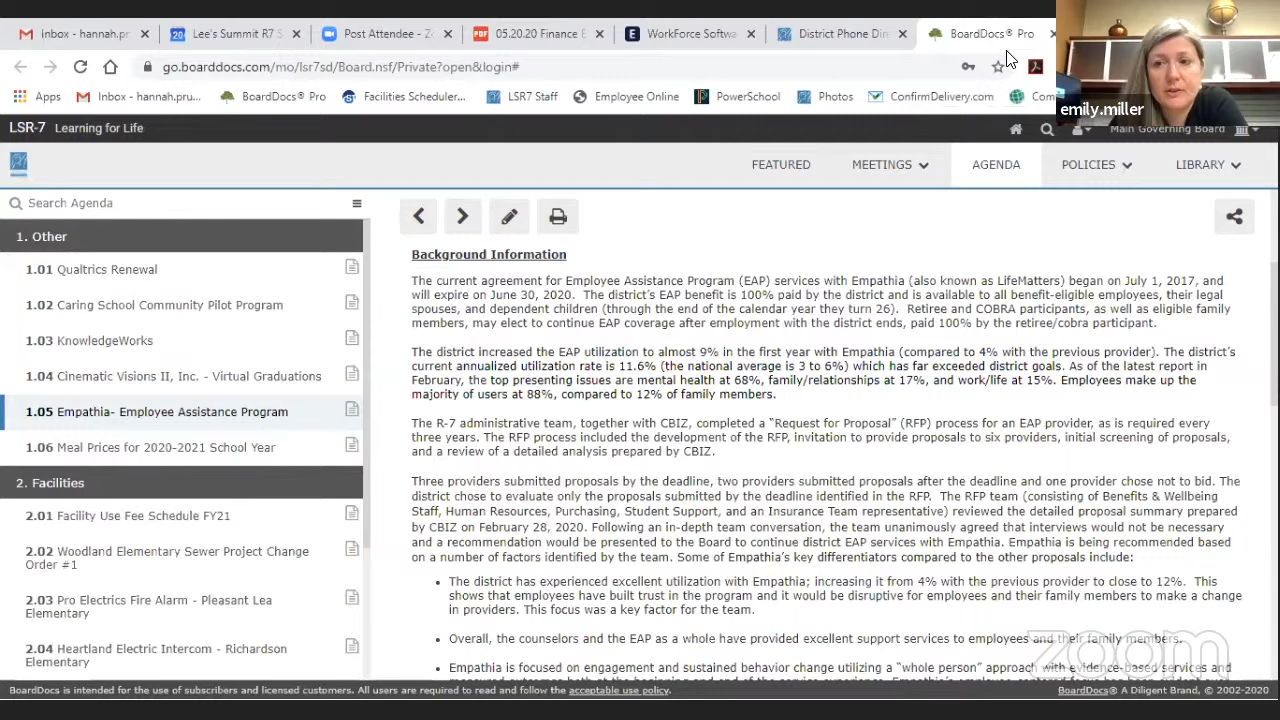 Inbox - hannah.pru
Lee's Summit R7 S
Post Attendee - Z
05.20.20 Finance E
WorkForce Softwa
District Phone Dir
BoardDocs® Pro
go.boarddocs.com/mo/lsr7sd/Board.nsf/Private?open&login#
Apps
Inbox - hannah.pru...
BoardDocs® Pro
Facilities Scheduler...
LSR7 Staff
Employee Online
PowerSchool
Photos
ConfirmDelivery.com
Com
emily.miller
LSR-7 Learning for Life
Main Governing Board
FEATURED
MEETINGS
AGENDA
POLICIES
LIBRARY
Search Agenda
1. Other
1.01 Qualtrics Renewal
1.02 Caring School Community Pilot Program
1.03 KnowledgeWorks
1.04 Cinematic Visions II, Inc. - Virtual Graduations
1.05 Empathia- Employee Assistance Program
1.06 Meal Prices for 2020-2021 School Year
2. Facilities
2.01 Facility Use Fee Schedule FY21
2.02 Woodland Elementary Sewer Project Change
Order #1
2.03 Pro Electrics Fire Alarm - Pleasant Lea
Elementary
2.04 Heartland Electric Intercom - Richardson
Elementary
Background Information
The current agreement for Employee Assistance Program (EAP) services with Empathia (also known as LifeMatters) began on July 1, 2017, and
will expire on June 30, 2020. The district's EAP benefit is 100% paid by the district and is available to all benefit-eligible employees, their legal
spouses, and dependent children (through the end of the calendar year they turn 26). Retiree and COBRA participants, as well as eligible family
members, may elect to continue EAP coverage after employment with the district ends, paid 100% by the retiree/cobra participant.
The district increased the EAP utilization to almost 9% in the first year with Empathia (compared to 4% with the previous provider). The district's
current annualized utilization rate is 11.6% (the national average is 3 to 6%) which has far exceeded district goals. As of the latest report in
February, the top presenting issues are mental health at 68%, family/relationships at 17%, and work/life at 15%. Employees make up the
majority of users at 88%, compared to 12% of family members.
The R-7 administrative team, together with CBIZ, completed a "Request for Proposal" (RFP) process for an EAP provider, as is required every
three years. The RFP process included the development of the RFP, invitation to provide proposals to six providers, initial screening of proposals,
and a review of a detailed analysis prepared by CBIZ.
Three providers submitted proposals by the deadline, two providers submitted proposals after the deadline and one provider chose not to bid. The
district chose to evaluate only the proposals submitted by the deadline identified in the RFP. The RFP team (consisting of Benefits & Wellbeing
Staff, Human Resources, Purchasing, Student Support, and an Insurance Team representative) reviewed the detailed proposal summary prepared
by CBIZ on February 28, 2020. Following an in-depth team conversation, the team unanimously agreed that interviews would not be necessary
and a recommendation would be presented to the Board to continue district EAP services with Empathia. Empathia is being recommended based
on a number of factors identified by the team. Some of Empathia's key differentiators compared to the other proposals include:
• The district has experienced excellent utilization with Empathia; increasing it from 4% with the previous provider to close to 12%. This
shows that employees have built trust in the program and it would be disruptive for employees and their family members to make a change
in providers. This focus was a key factor for the team.
• Overall, the counselors and the EAP as a whole have provided excellent support services to employees and their family members.
• Empathia is focused on engagement and sustained behavior change utilizing a "whole person" approach with evidence-based services and
zoom
BoardDocs is intended for the use of subscribers and licensed customers. All users are required to read and follow the acceptable use policy.
BoardDocs® A Diligent Brand, © 2002-2020